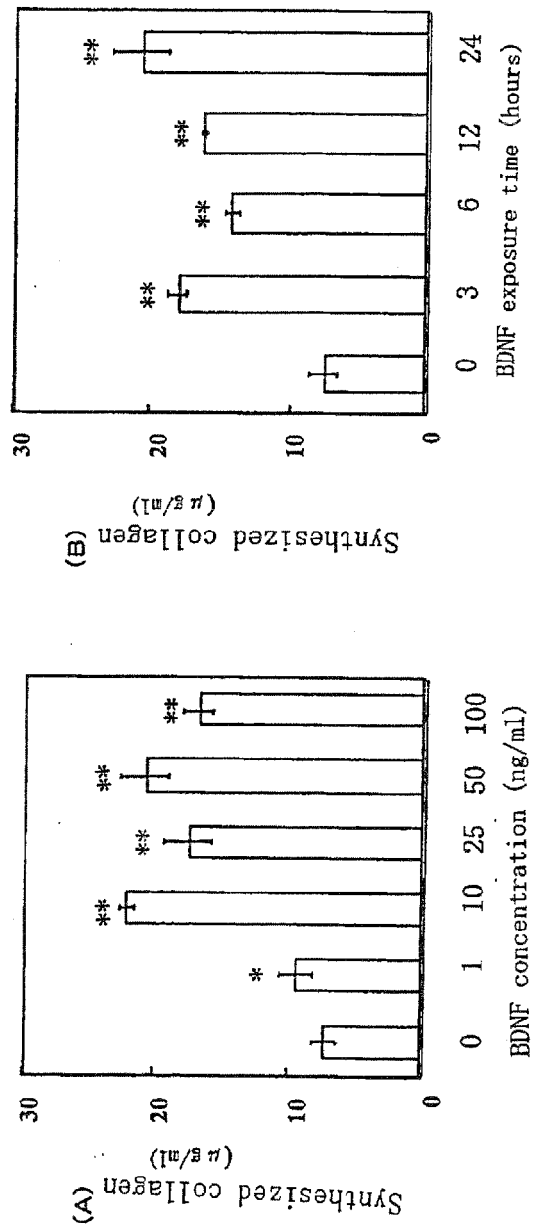 (A)
Synthesized collagen
(μg/ml)
30
20
10
0
*
**
**
**
**
0 1 10 25 50 100
BDNF concentration (ng/ml)
(B)
Synthesized collagen
(μg/ml)
30
20
10
0
**
**
**
**
0 3 6 12 24
BDNF exposure time (hours)